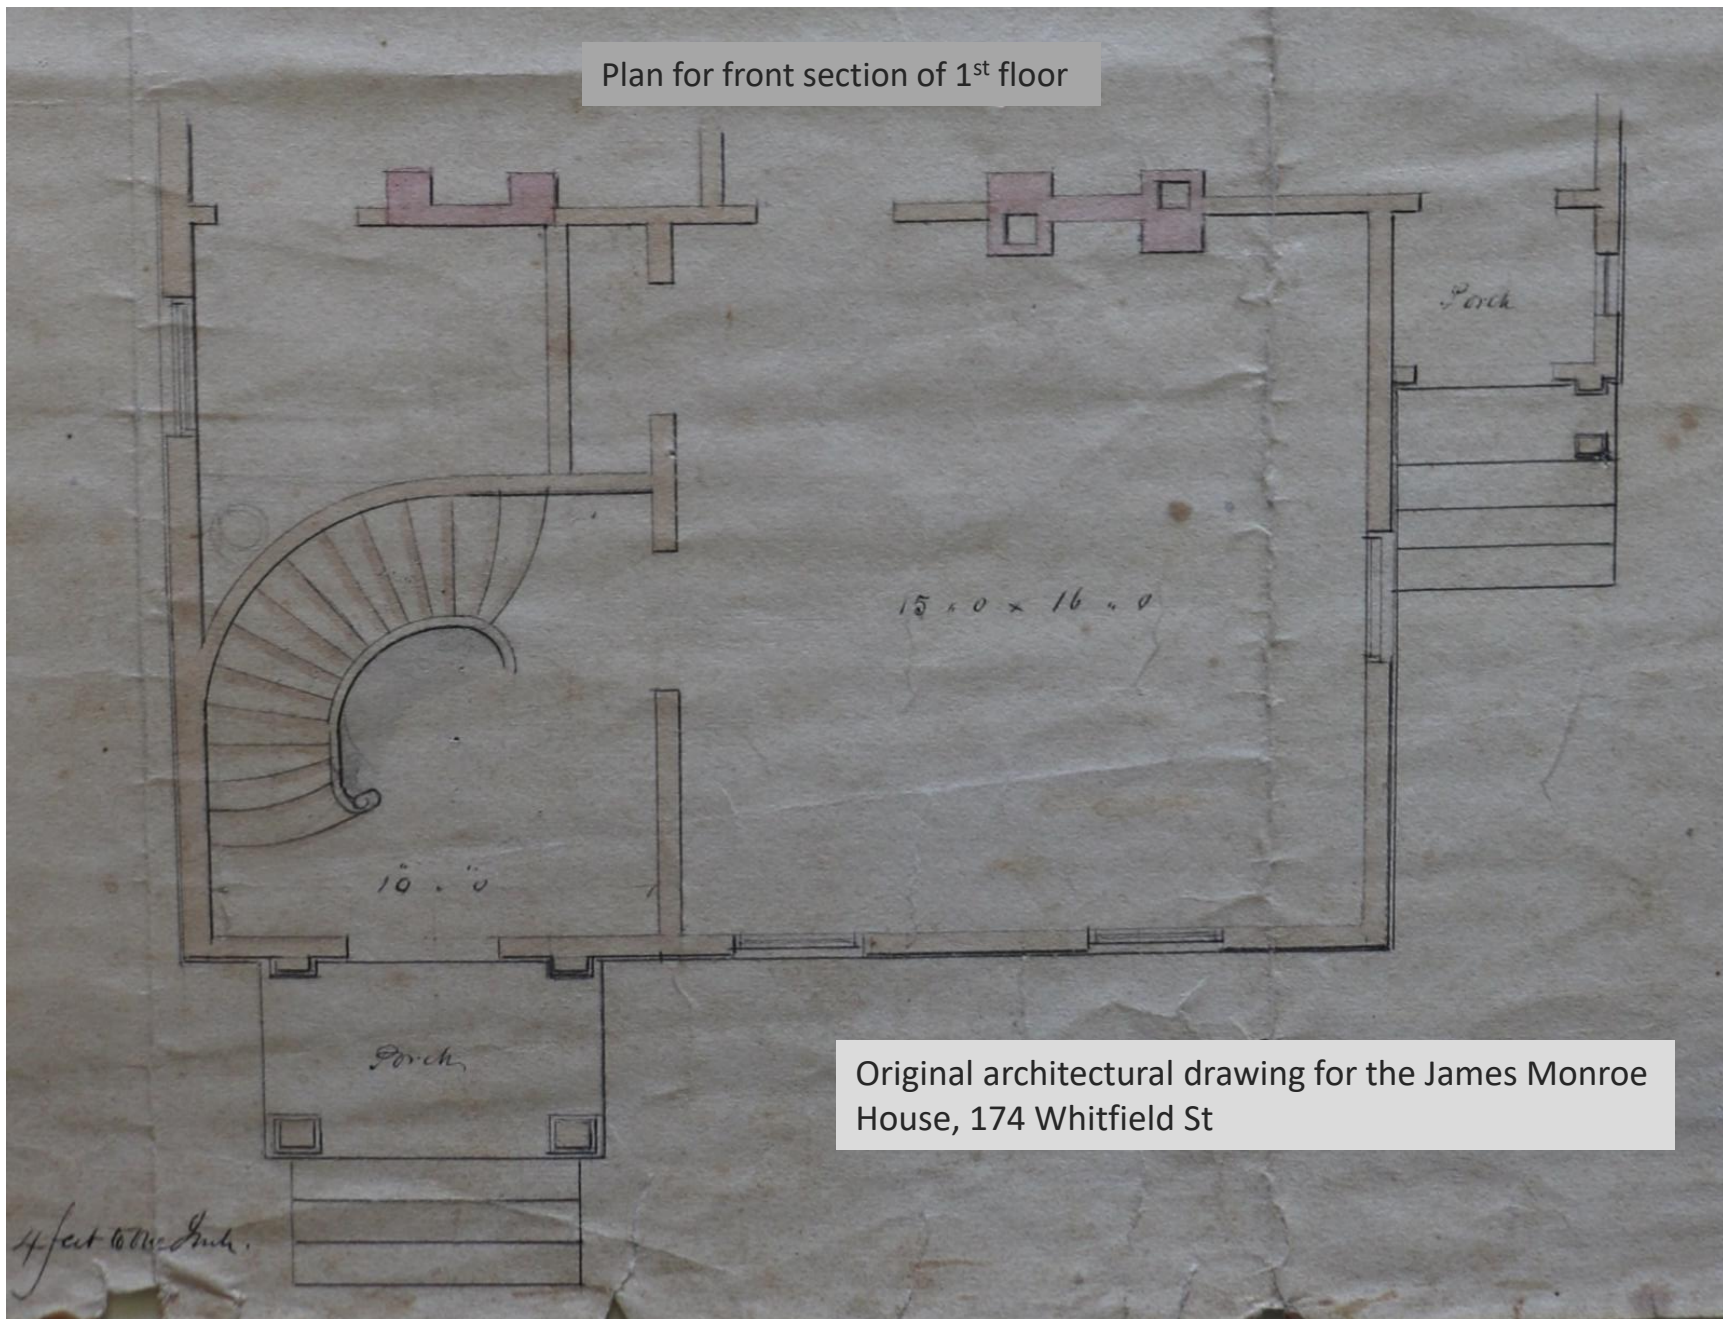 Plan for front section of 1st floor
Porch
15 " 0 x 16 " 0
10 " 0
Porch
Original architectural drawing for the James Monroe
House, 174 Whitfield St
4 feet to the Inch.